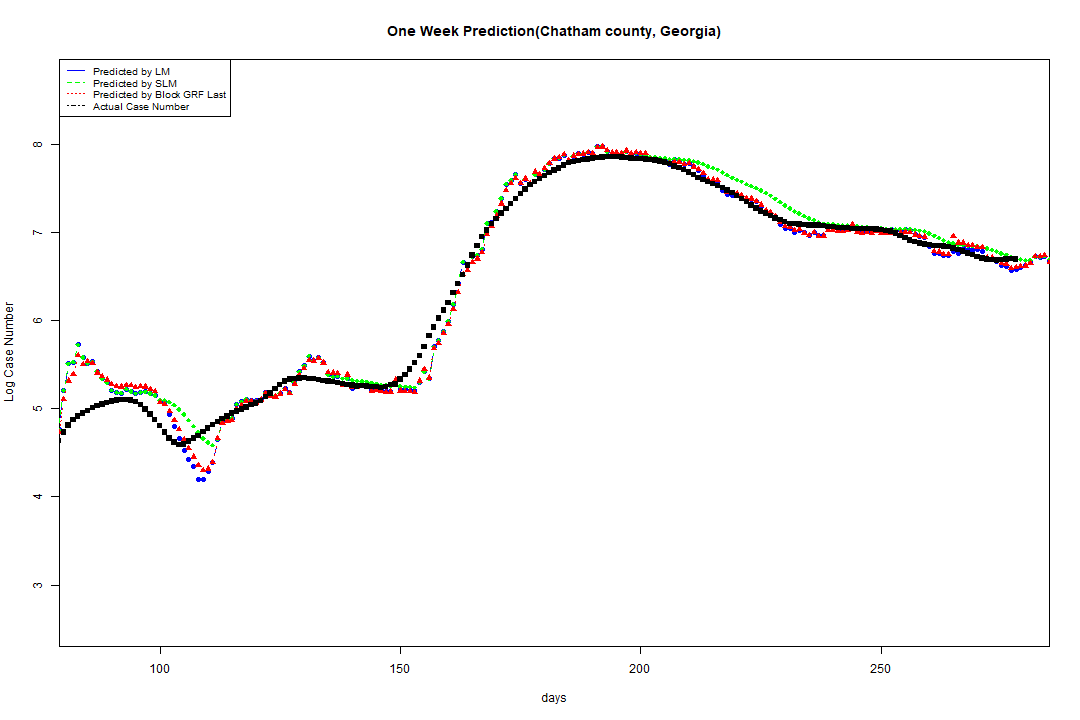 One Week Prediction(Chatham county, Georgia)
Predicted by LM
Predicted by SLM
Predicted by Block GRF Last
Actual Case Number
8
7
6
5
4
3
Log Case Number
100
150
200
250
days